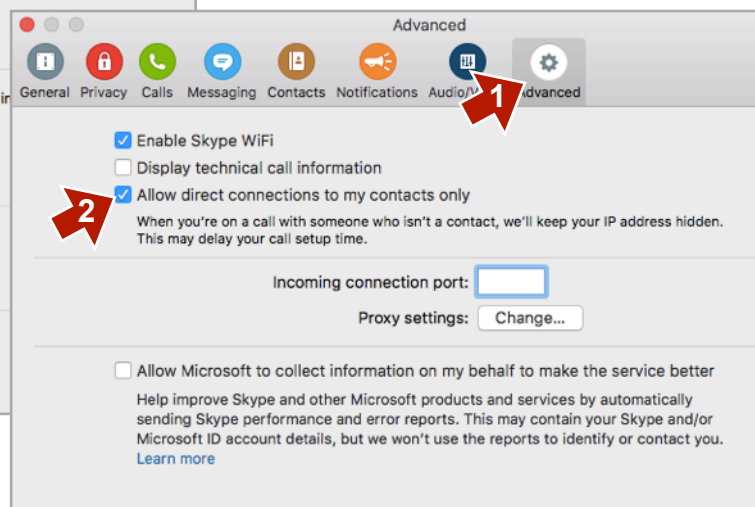 Advanced
General Privacy Calls Messaging Contacts Notifications Audio/V Advanced
1
Enable Skype WiFi
Display technical call information
2
Allow direct connections to my contacts only
When you're on a call with someone who isn't a contact, we'll keep your IP address hidden.
This may delay your call setup time.
Incoming connection port:
Proxy settings: Change...
Allow Microsoft to collect information on my behalf to make the service better
Help improve Skype and other Microsoft products and services by automatically
sending Skype performance and error reports. This may contain your Skype and/or
Microsoft ID account details, but we won't use the reports to identify or contact you.
Learn more